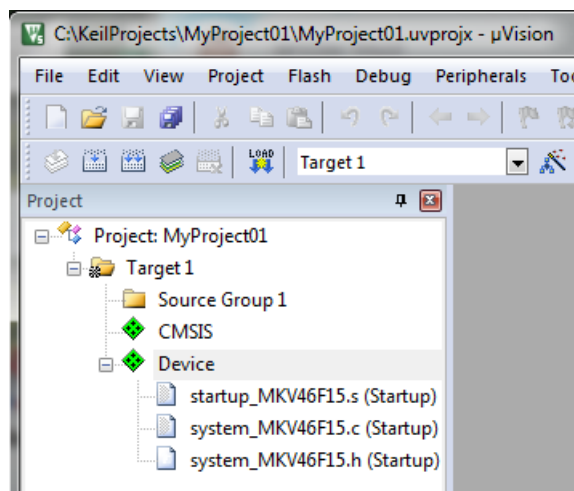 C:\KeilProjects\MyProject01\MyProject01.uvprojx - µVision
File Edit View Project Flash Debug Peripherals
LOAD Target 1
Project
Project: MyProject01
Target 1
Source Group 1
CMSIS
Device
startup_MKV46F15.s (Startup)
system_MKV46F15.c (Startup)
system_MKV46F15.h (Startup)